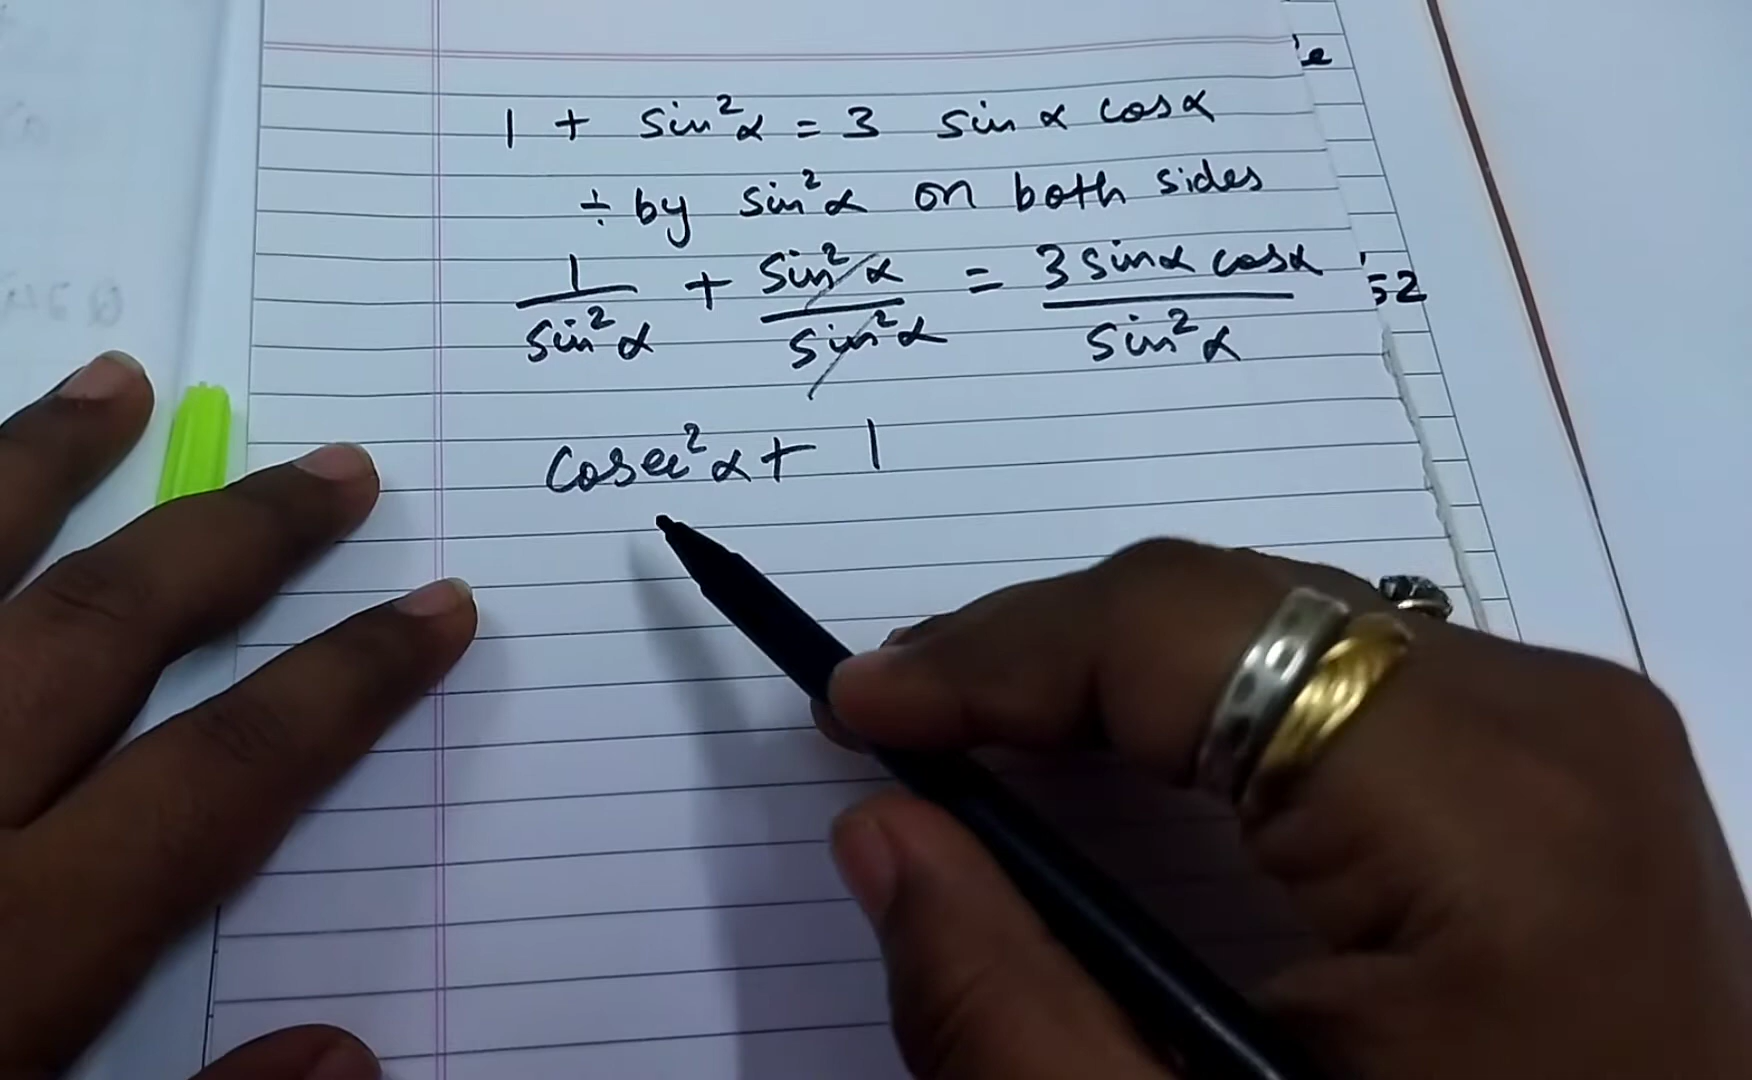 1 + sin²α = 3 sin α cos α
÷ by sin²α on both sides
1/sin²α + sin²α/sin²α = 3 sinα cosα/sin²α
cosec²α + 1